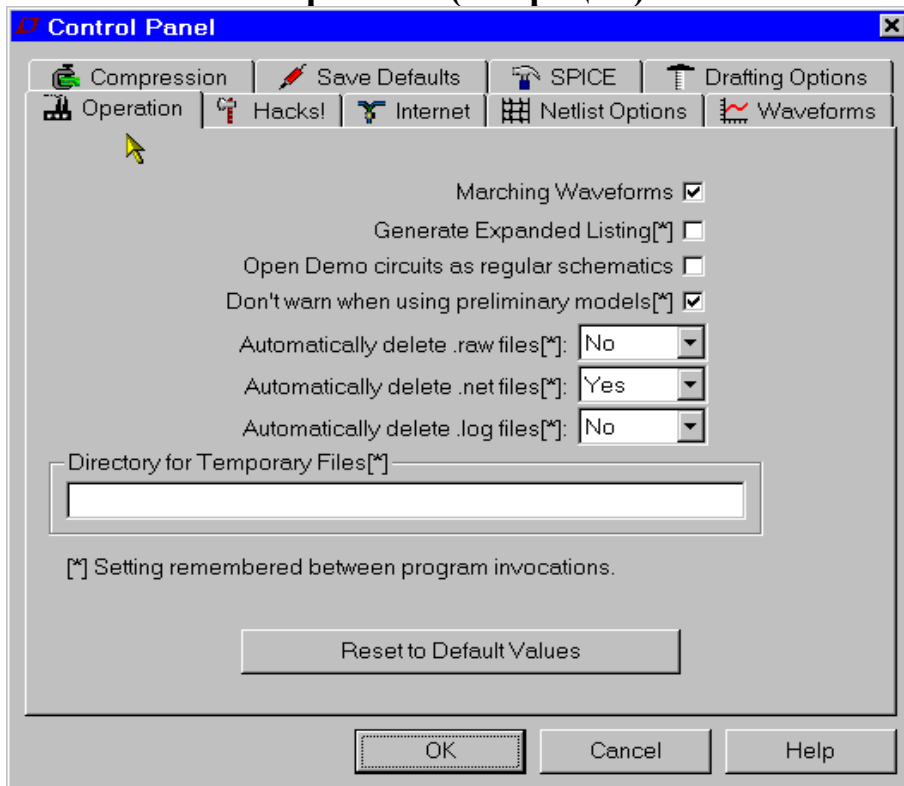 Control Panel
Compression Save Defaults SPICE Drafting Options
Operation Hacks! Internet Netlist Options Waveforms
Marching Waveforms
Generate Expanded Listing[*]
Open Demo circuits as regular schematics
Don't warn when using preliminary models[*]
Automatically delete .raw files[*]: No
Automatically delete .net files[*]: Yes
Automatically delete .log files[*]: No
Directory for Temporary Files[*]
[*] Setting remembered between program invocations.
Reset to Default Values
OK Cancel Help